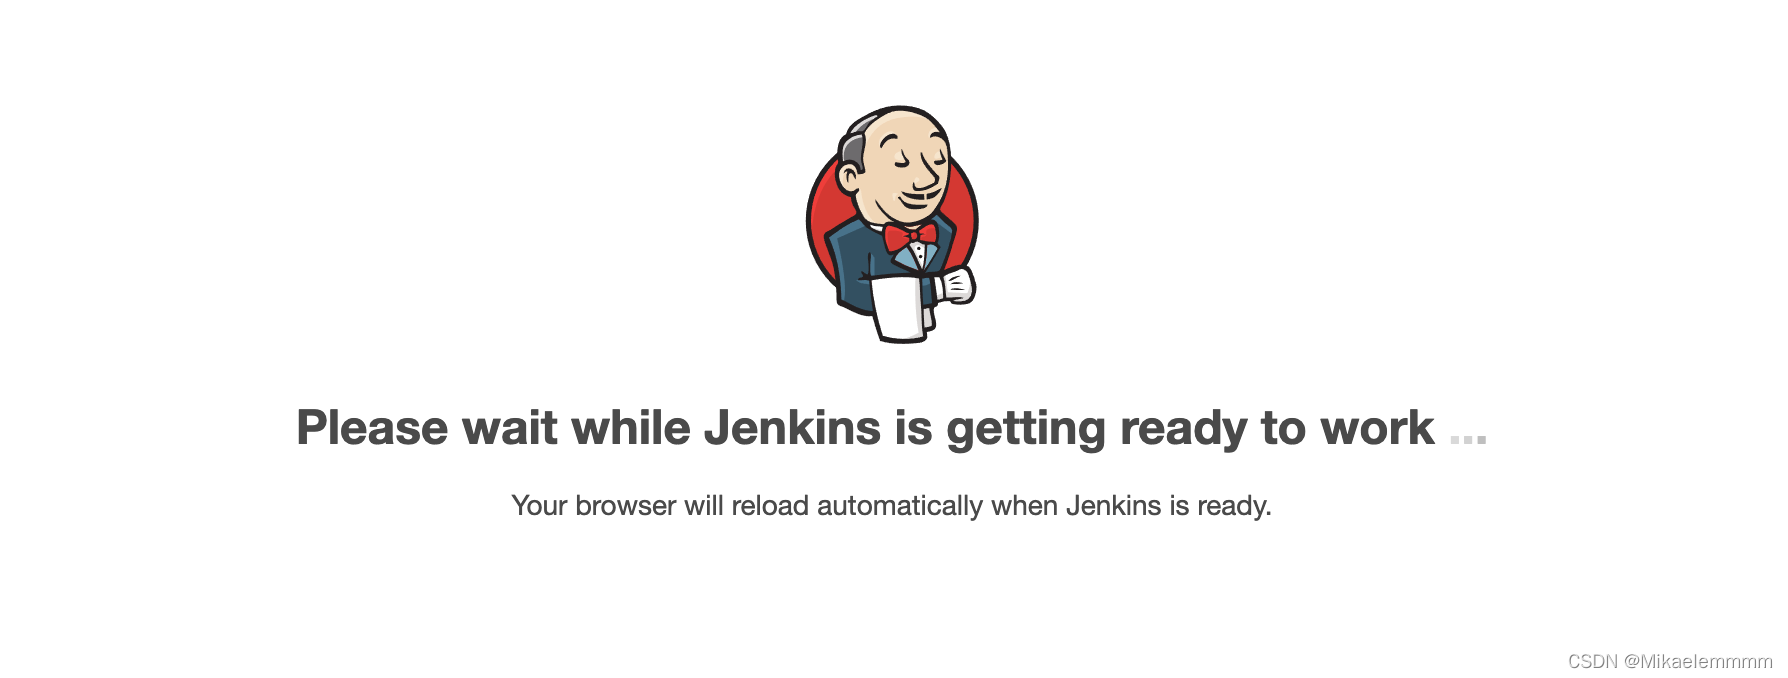 Please wait while Jenkins is getting ready to work ...
Your browser will reload automatically when Jenkins is ready.
CSDN @Mikaelemmmm